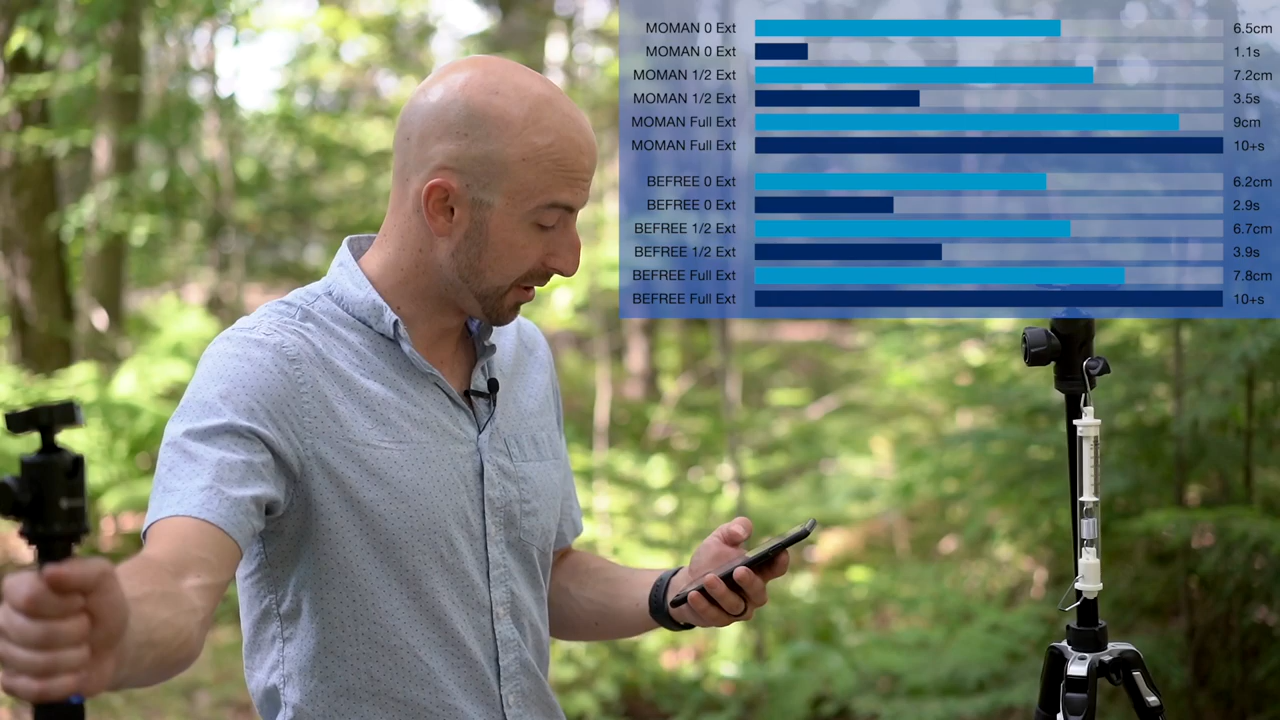 MOMAN 0 Ext 6.5cm
MOMAN 0 Ext 1.1s
MOMAN 1/2 Ext 7.2cm
MOMAN 1/2 Ext 3.5s
MOMAN Full Ext 9cm
MOMAN Full Ext 10+s
BEFREE 0 Ext 6.2cm
BEFREE 0 Ext 2.9s
BEFREE 1/2 Ext 6.7cm
BEFREE 1/2 Ext 3.9s
BEFREE Full Ext 7.8cm
BEFREE Full Ext 10+s